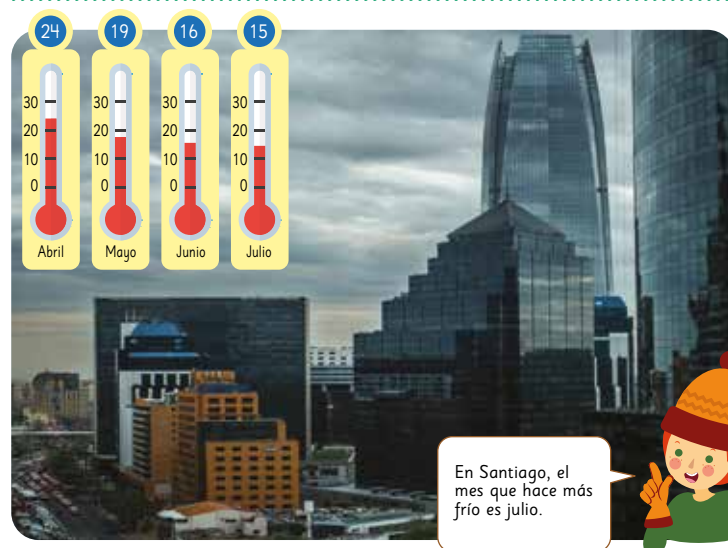 24 19 16 15
30 30 30 30
20 20 20 20
10 10 10 10
0 0 0 0
Abril Mayo Junio Julio
En Santiago, el
mes que hace más
frío es julio.